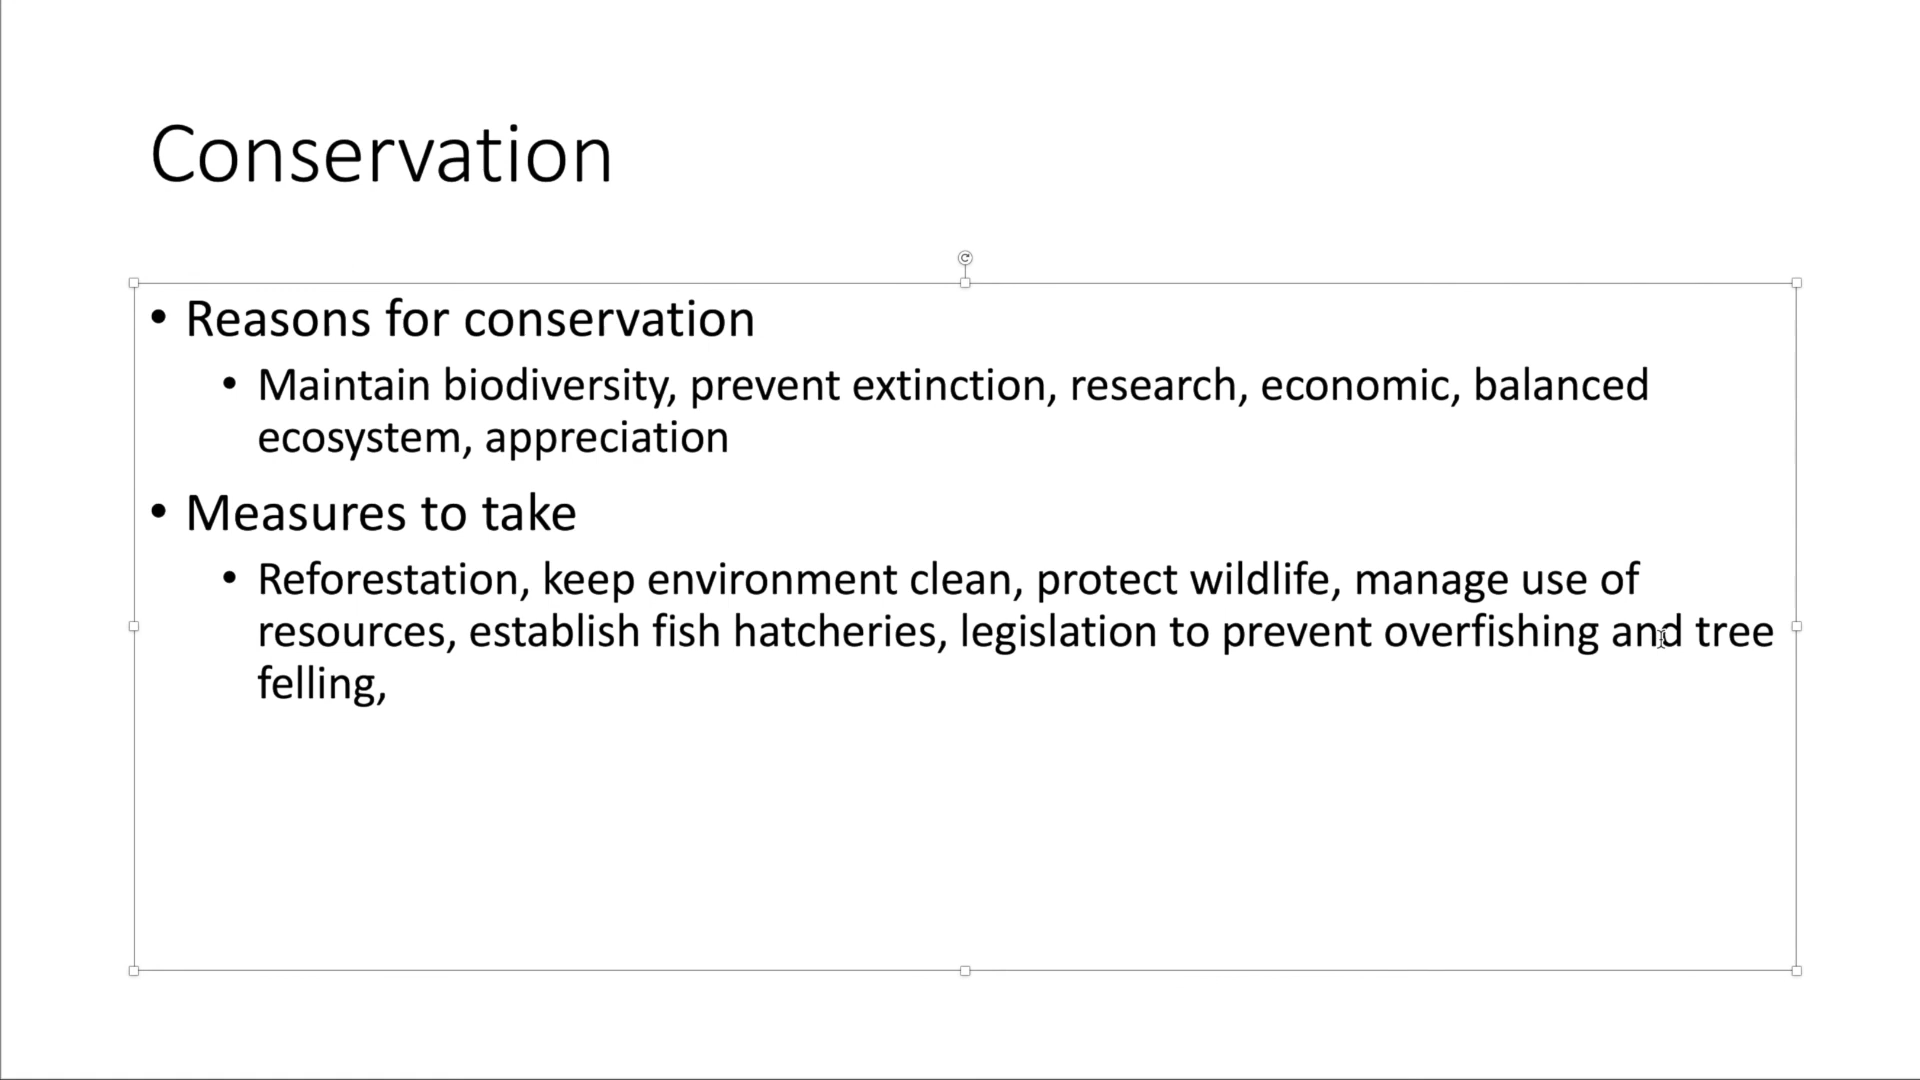 Conservation
• Reasons for conservation
• Maintain biodiversity, prevent extinction, research, economic, balanced
ecosystem, appreciation
• Measures to take
• Reforestation, keep environment clean, protect wildlife, manage use of
resources, establish fish hatcheries, legislation to prevent overfishing and tree
felling,